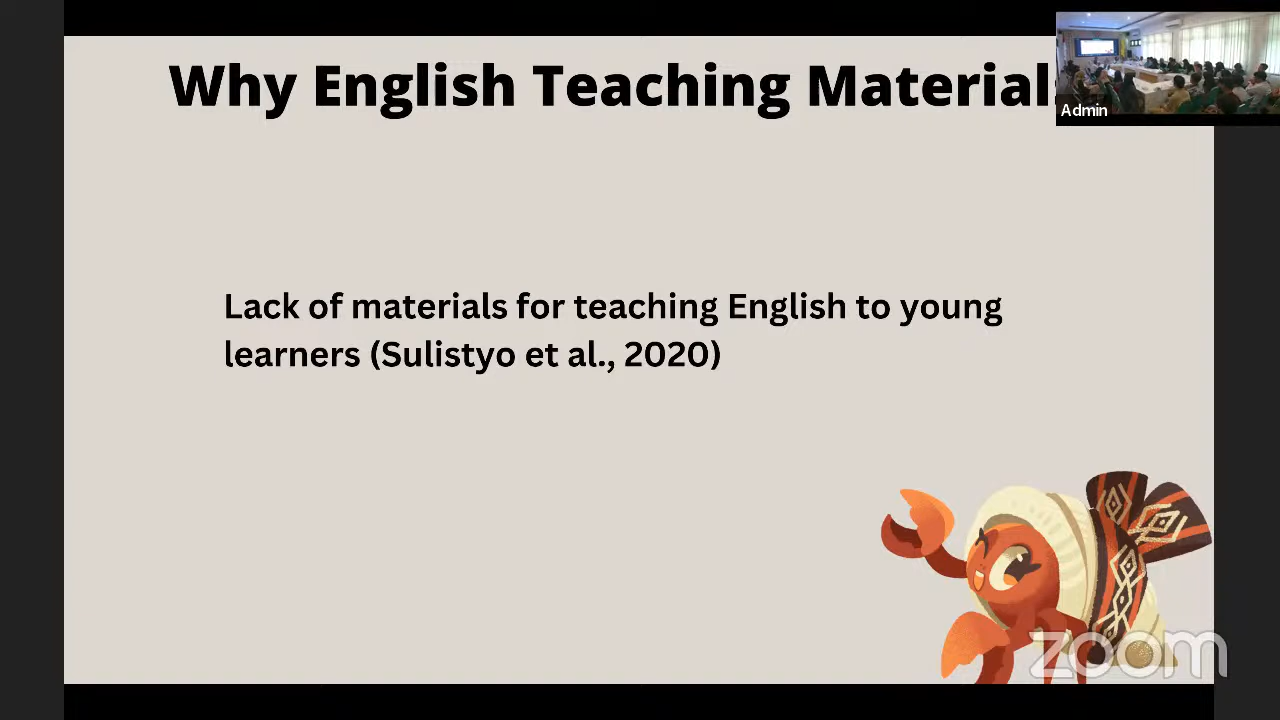 Why English Teaching Material
Admin
Lack of materials for teaching English to young
learners (Sulistyo et al., 2020)
zoom